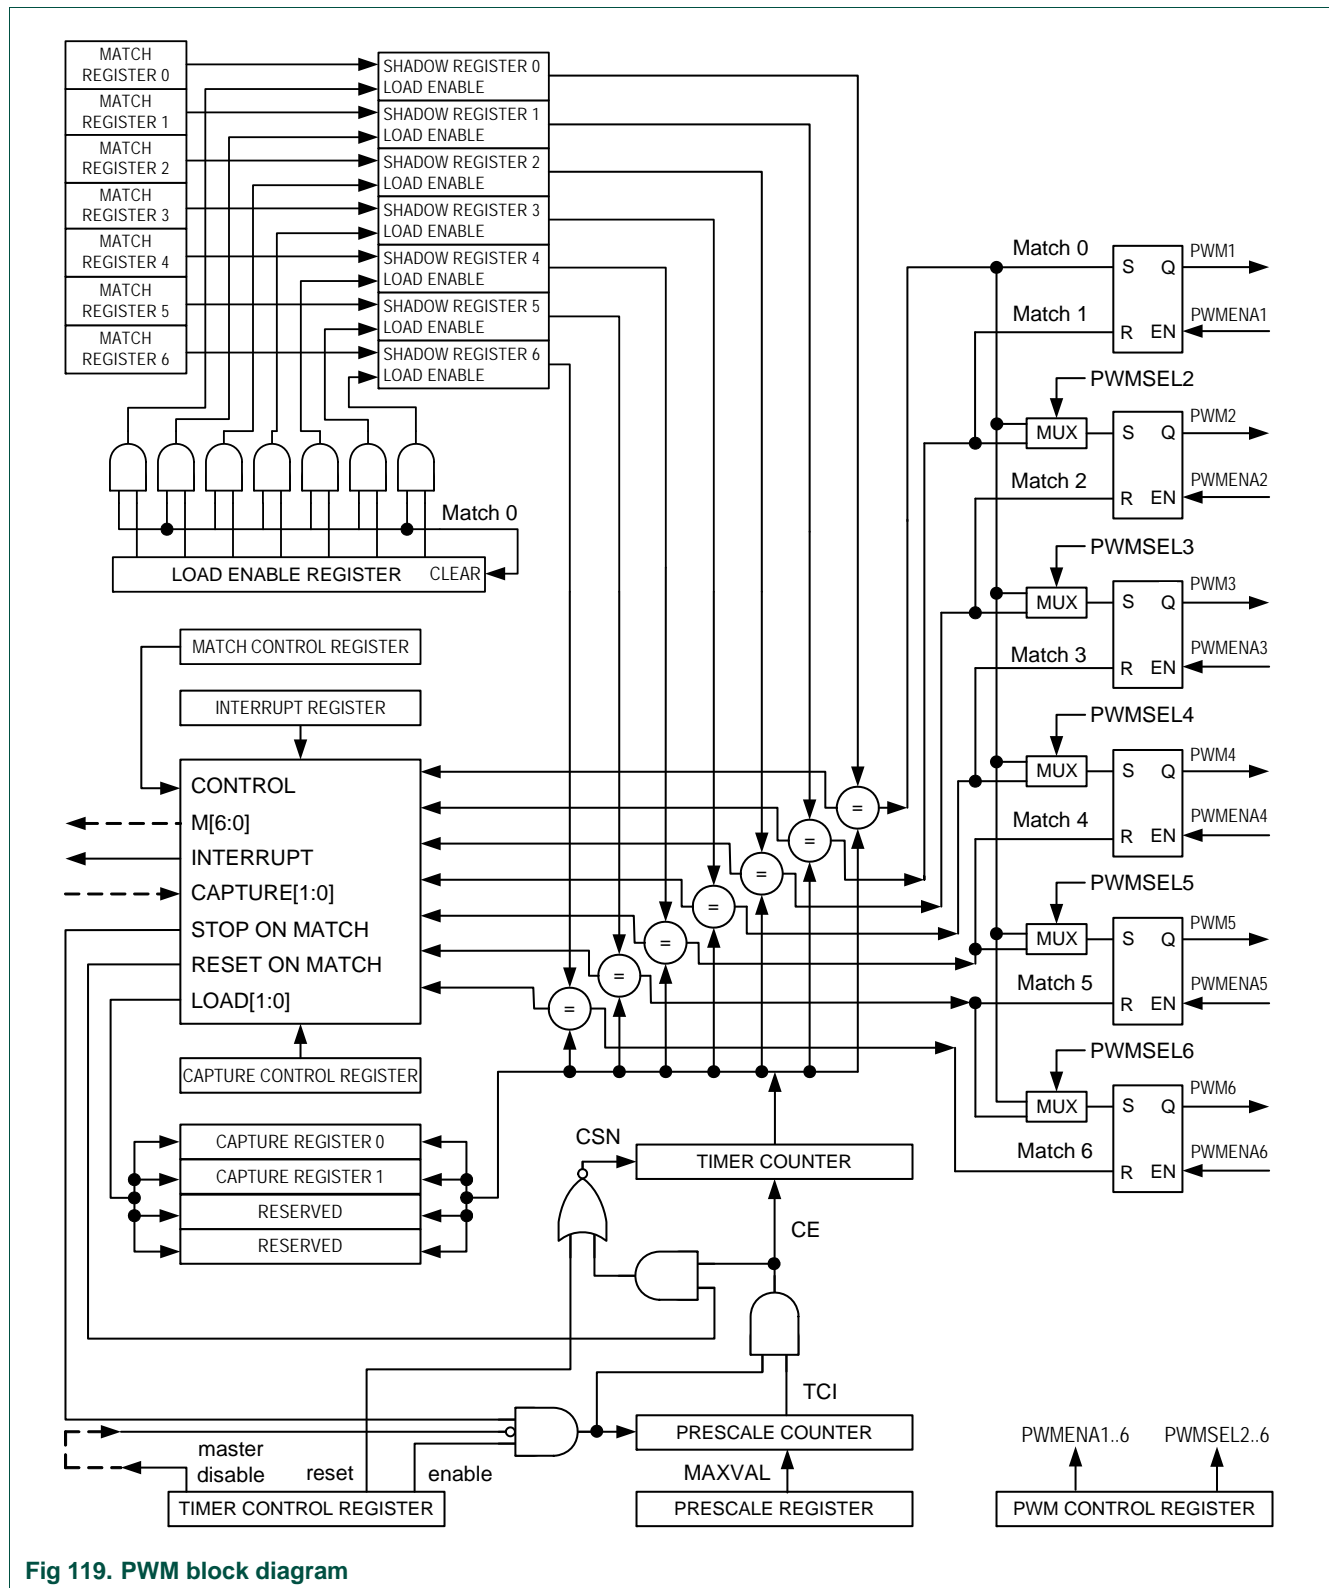 MATCH
REGISTER 0
MATCH
REGISTER 1
MATCH
REGISTER 2
MATCH
REGISTER 3
MATCH
REGISTER 4
MATCH
REGISTER 5
MATCH
REGISTER 6
SHADOW REGISTER 0
LOAD ENABLE
SHADOW REGISTER 1
LOAD ENABLE
SHADOW REGISTER 2
LOAD ENABLE
SHADOW REGISTER 3
LOAD ENABLE
SHADOW REGISTER 4
LOAD ENABLE
SHADOW REGISTER 5
LOAD ENABLE
SHADOW REGISTER 6
LOAD ENABLE
Match 0
LOAD ENABLE REGISTER
CLEAR
MATCH CONTROL REGISTER
INTERRUPT REGISTER
CONTROL
M[6:0]
INTERRUPT
CAPTURE[1:0]
STOP ON MATCH
RESET ON MATCH
LOAD[1:0]
CAPTURE CONTROL REGISTER
CAPTURE REGISTER 0
CAPTURE REGISTER 1
RESERVED
RESERVED
=
=
=
=
=
=
=
Match 0
S
Q
PWM1
Match 1
R
EN
PWMENA1
PWMSEL2
MUX
S
Q
PWM2
Match 2
R
EN
PWMENA2
PWMSEL3
MUX
S
Q
PWM3
Match 3
R
EN
PWMENA3
PWMSEL4
MUX
S
Q
PWM4
Match 4
R
EN
PWMENA4
PWMSEL5
MUX
S
Q
PWM5
Match 5
R
EN
PWMENA5
PWMSEL6
MUX
S
Q
PWM6
Match 6
R
EN
PWMENA6
CSN
TIMER COUNTER
CE
TCI
PRESCALE COUNTER
MAXVAL
PRESCALE REGISTER
master
disable
reset
enable
TIMER CONTROL REGISTER
PWMENA1..6
PWMSEL2..6
PWM CONTROL REGISTER
Fig 119. PWM block diagram